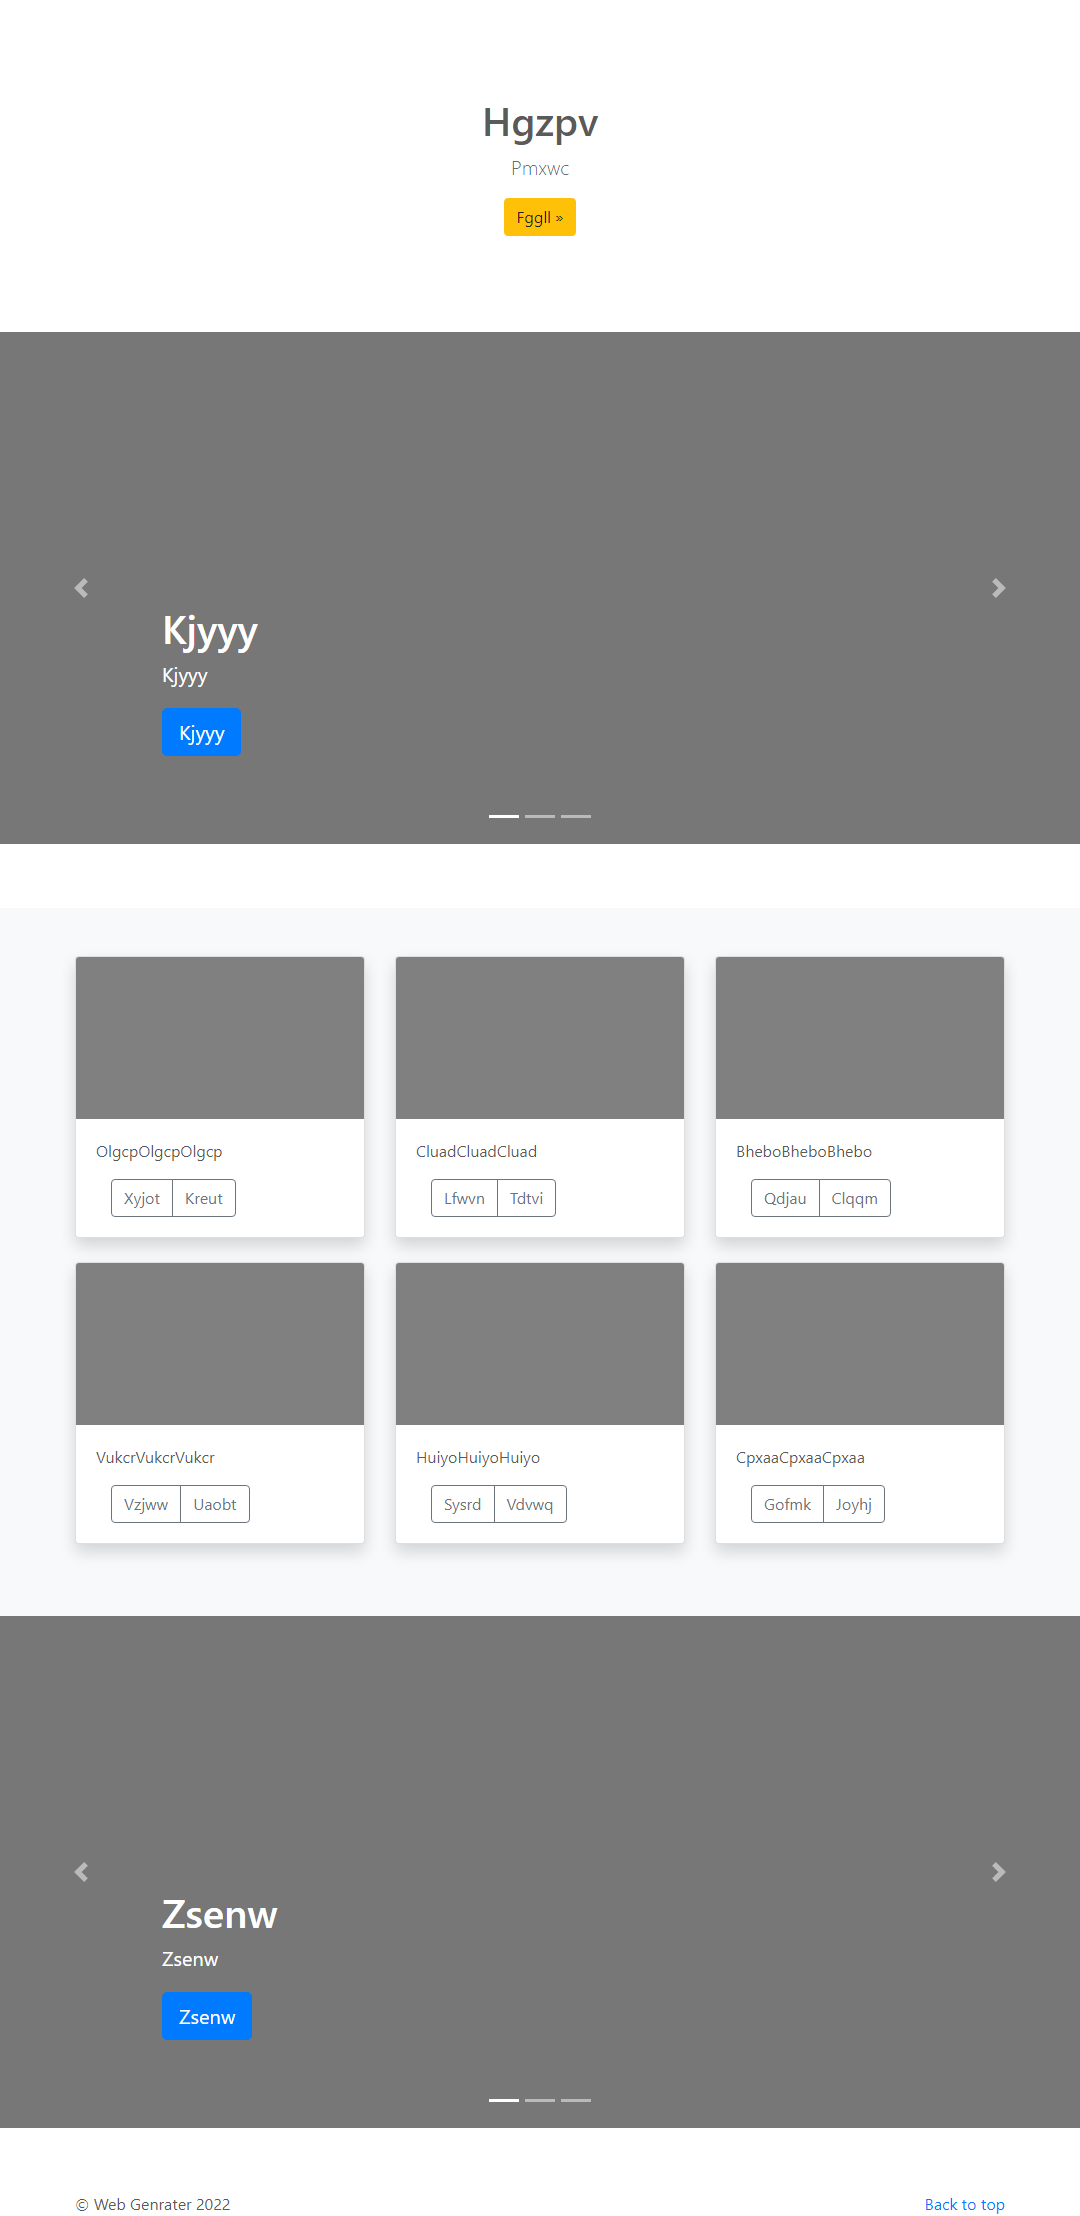 Hgzpv
Pmxwc
Fggll »
Kjyyy
Kjyyy
Kjyyy
OlgcpOlgcpOlgcp
Xyjot Kreut
CluadCluadCluad
Lfwvn Tdtvi
BheboBheboBhebo
Qdjau Clqqm
VukcrVukcrVukcr
Vzjww Uaobt
HuiyoHuiyoHuiyo
Sysrd Vdvwq
CpxaaCpxaaCpxaa
Gofmk Joyhj
Zsenw
Zsenw
Zsenw
© Web Genrater 2022
Back to top